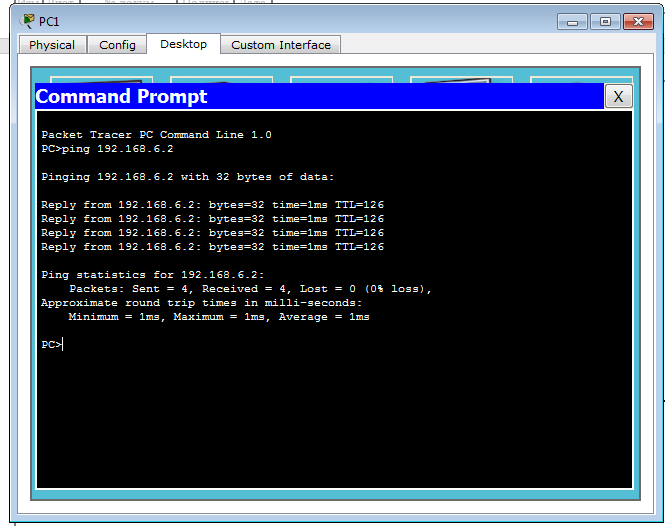 PC1
Physical Config Desktop Custom Interface
Command Prompt X
Packet Tracer PC Command Line 1.0
PC>ping 192.168.6.2
Pinging 192.168.6.2 with 32 bytes of data:
Reply from 192.168.6.2: bytes=32 time=1ms TTL=126
Reply from 192.168.6.2: bytes=32 time=1ms TTL=126
Reply from 192.168.6.2: bytes=32 time=1ms TTL=126
Reply from 192.168.6.2: bytes=32 time=1ms TTL=126
Ping statistics for 192.168.6.2:
Packets: Sent = 4, Received = 4, Lost = 0 (0% loss),
Approximate round trip times in milli-seconds:
Minimum = 1ms, Maximum = 1ms, Average = 1ms
PC>